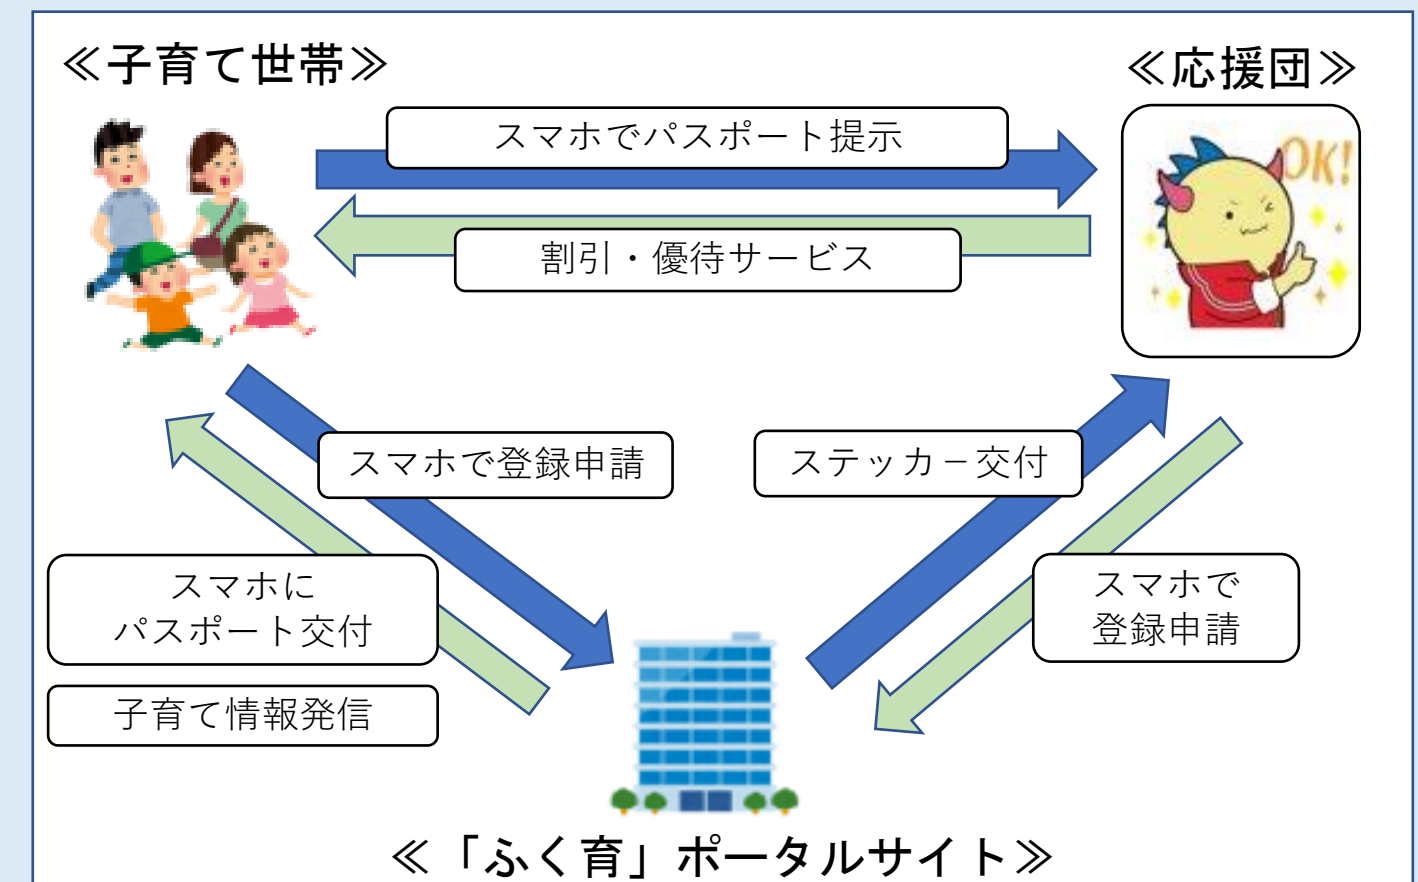 ≪子育て世帯≫
≪応援団≫
スマホでパスポート提示
OK!
割引・優待サービス
スマホで登録申請
ステッカ－交付
スマホに
パスポート交付
スマホで
登録申請
子育て情報発信
≪「ふく育」ポータルサイト≫